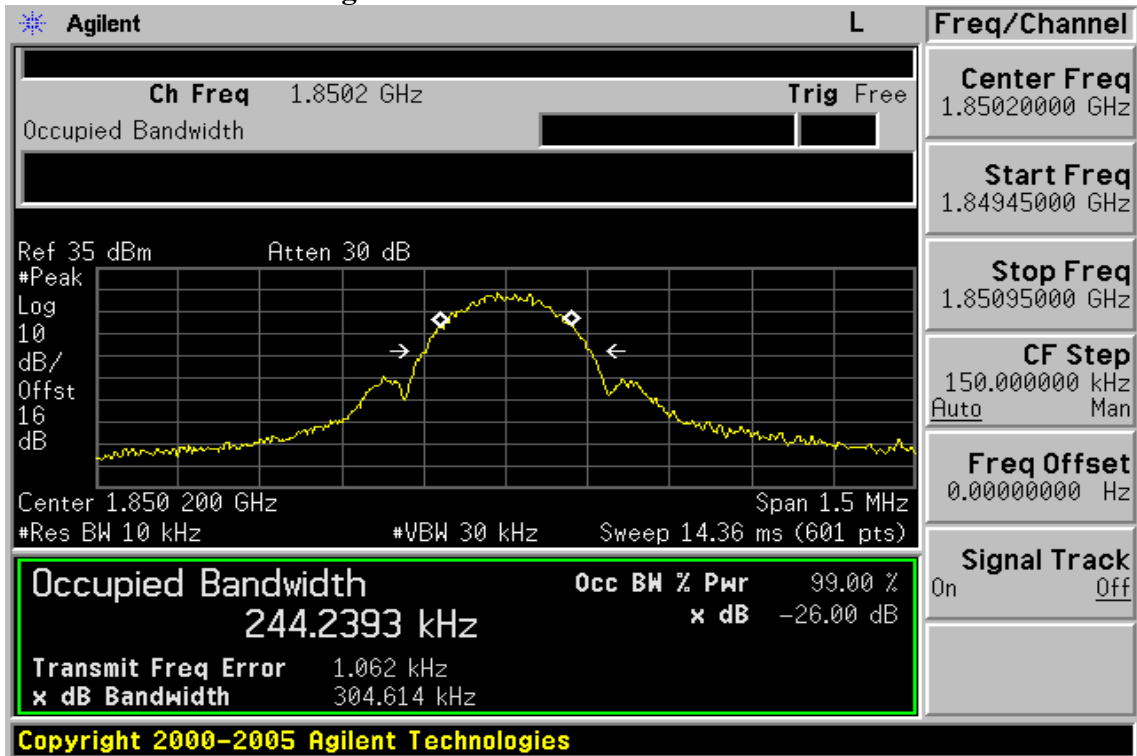 Agilent L Freq/Channel
Ch Freq 1.8502 GHz Trig Free
Occupied Bandwidth
Center Freq
1.85020000 GHz
Start Freq
1.84945000 GHz
Stop Freq
1.85095000 GHz
CF Step
150.000000 kHz
Auto Man
Freq Offset
0.00000000 Hz
Signal Track
On Off
Ref 35 dBm Atten 30 dB
#Peak
Log
10
dB/
Offst
16
dB
Center 1.850 200 GHz Span 1.5 MHz
#Res BW 10 kHz #VBW 30 kHz Sweep 14.36 ms (601 pts)
Occupied Bandwidth Occ BW % Pwr 99.00 %
244.2393 kHz x dB -26.00 dB
Transmit Freq Error 1.062 kHz
x dB Bandwidth 304.614 kHz
Copyright 2000-2005 Agilent Technologies